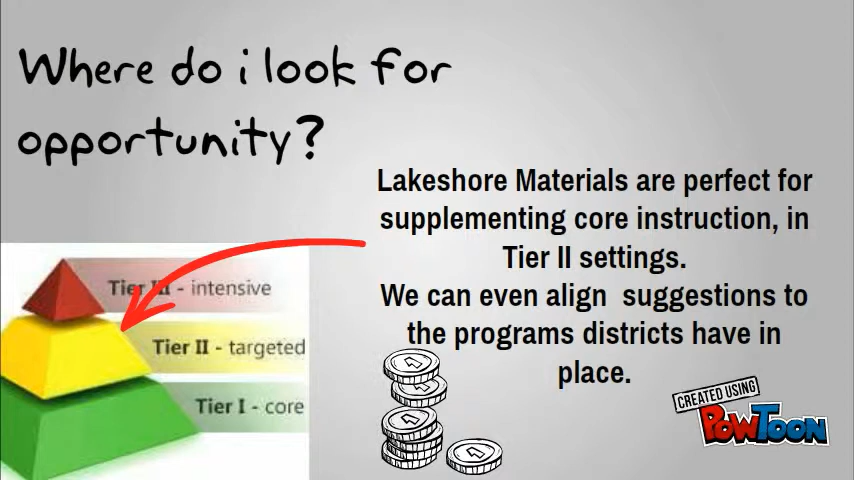 Where do i look for
opportunity?
Lakeshore Materials are perfect for
supplementing core instruction, in
Tier II settings.
We can even align  suggestions to
the programs districts have in
place.
Tier III - intensive
Tier II - targeted
Tier I - core
CREATED USING
POWTOON